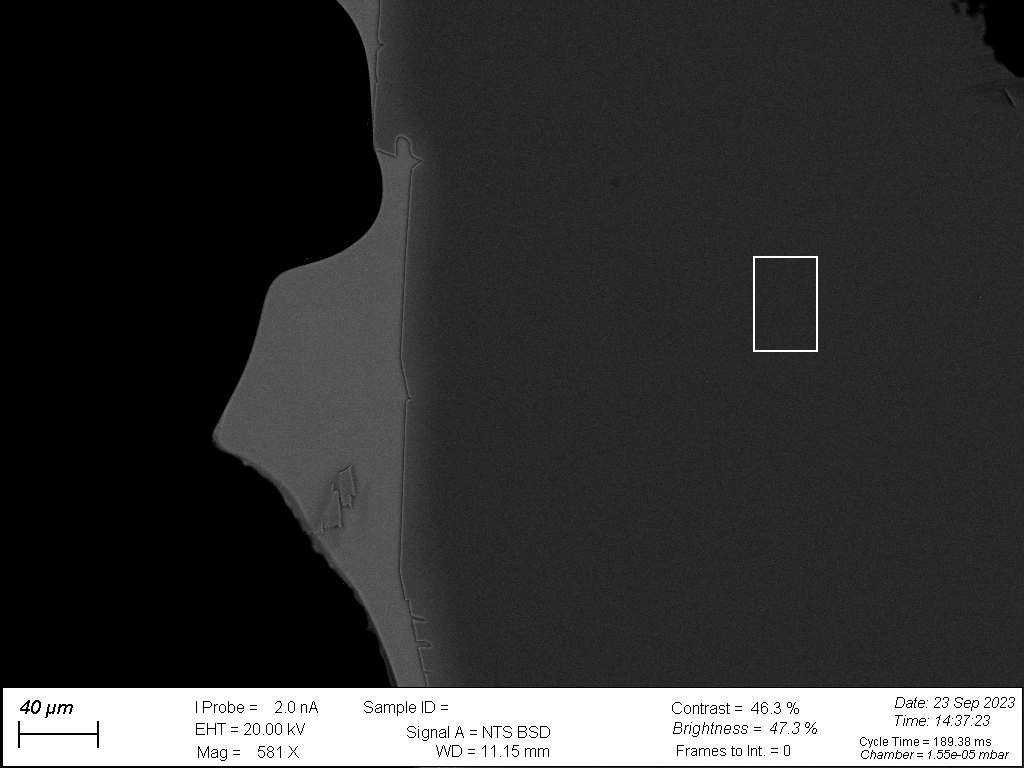 40 µm
I Probe = 2.0 nA
EHT = 20.00 kV
Mag = 581 X
Sample ID =
Signal A = NTS BSD
WD = 11.15 mm
Contrast = 46.3 %
Brightness = 47.3 %
Frames to Int. = 0
Date: 23 Sep 2023
Time: 14:37:23
Cycle Time = 189.38 ms
Chamber = 1.55e-05 mbar